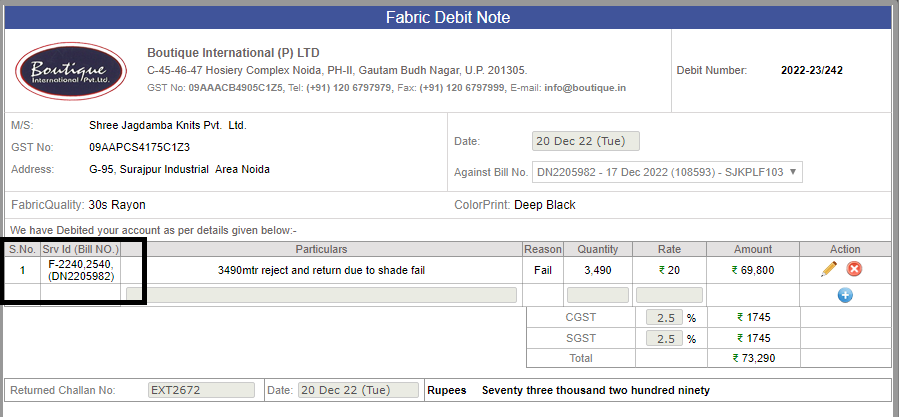 Fabric Debit Note
Boutique
International Pvt.Ltd.
Boutique International (P) LTD
C-45-46-47 Hosiery Complex Noida, PH-II, Gautam Budh Nagar, U.P. 201305.
GST No: 09AAACB4905C1Z5, Tel: (+91) 120 6797979, Fax: (+91) 120 6797999, E-mail: info@boutique.in
Debit Number: 2022-23/242
M/S: Shree Jagdamba Knits Pvt. Ltd.
GST No: 09AAPCS4175C1Z3
Address: G-95, Surajpur Industrial Area Noida
Date: 20 Dec 22 (Tue)
Against Bill No. DN2205982 - 17 Dec 2022 (108593) - SJKPLF103
FabricQuality: 30s Rayon ColorPrint: Deep Black
We have Debited your account as per details given below:-
S.No. Srv Id (Bill NO.) Particulars Reason Quantity Rate Amount Action
1 F-2240,2540, (DN2205982) 3490mtr reject and return due to shade fail Fail 3,490 ₹ 20 ₹ 69,800
CGST 2.5 % ₹ 1745
SGST 2.5 % ₹ 1745
Total ₹ 73,290
Returned Challan No: EXT2672 Date: 20 Dec 22 (Tue) Rupees Seventy three thousand two hundred ninety